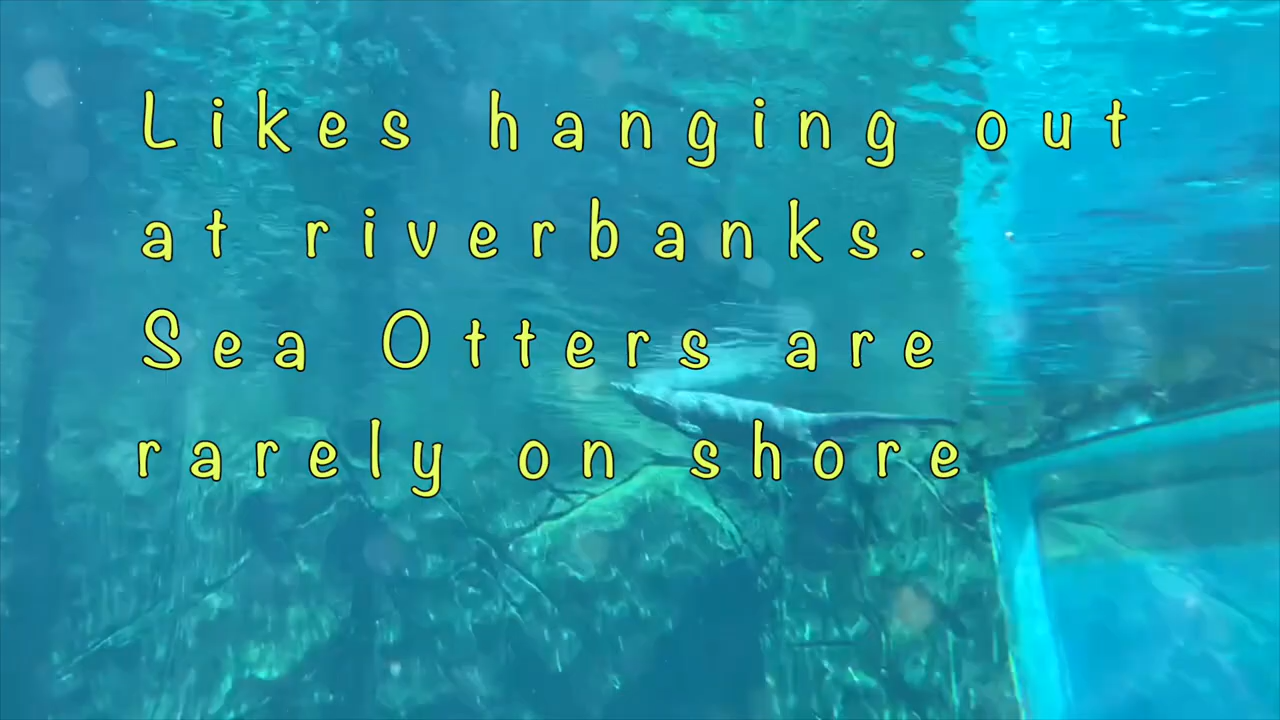 Likes hanging out
at riverbanks.
Sea Otters are
rarely on shore